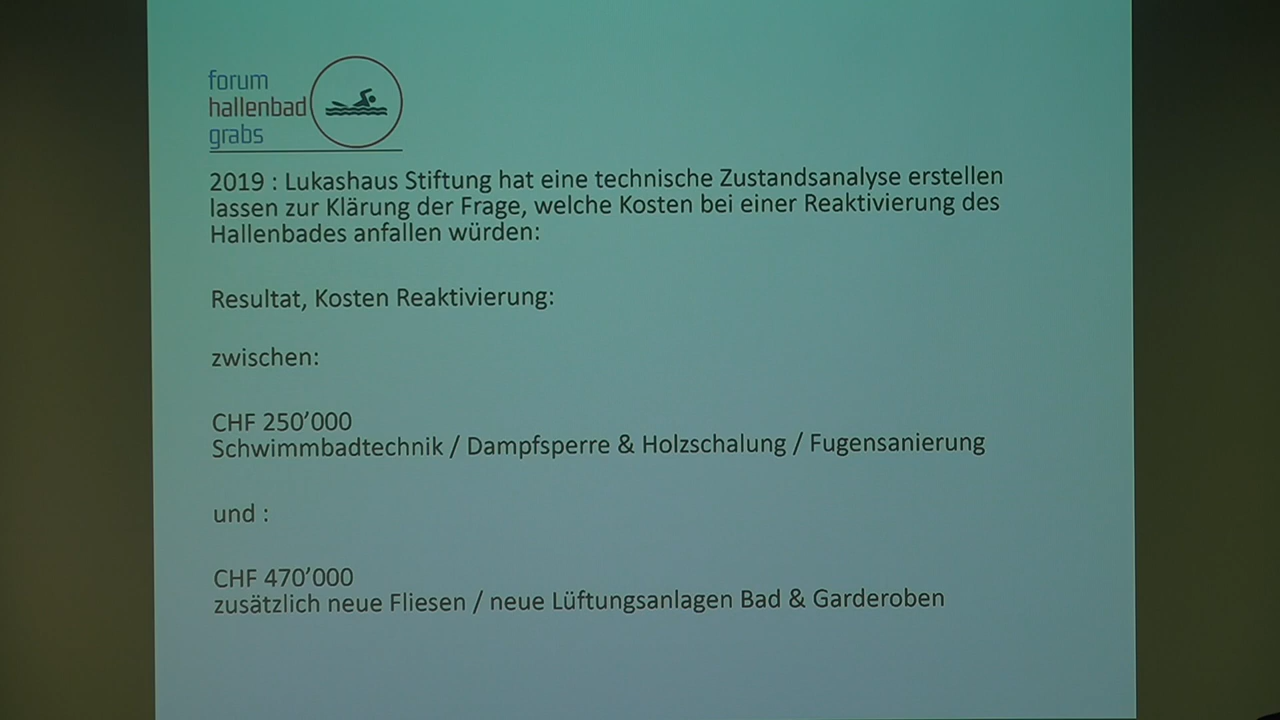 forum
hallenbad
grabs
2019 : Lukashaus Stiftung hat eine technische Zustandsanalyse erstellen
lassen zur Klärung der Frage, welche Kosten bei einer Reaktivierung des
Hallenbades anfallen würden:
Resultat, Kosten Reaktivierung:
zwischen:
CHF 250’000
Schwimmbadtechnik / Dampfsperre & Holzschalung / Fugensanierung
und :
CHF 470’000
zusätzlich neue Fliesen / neue Lüftungsanlagen Bad & Garderoben